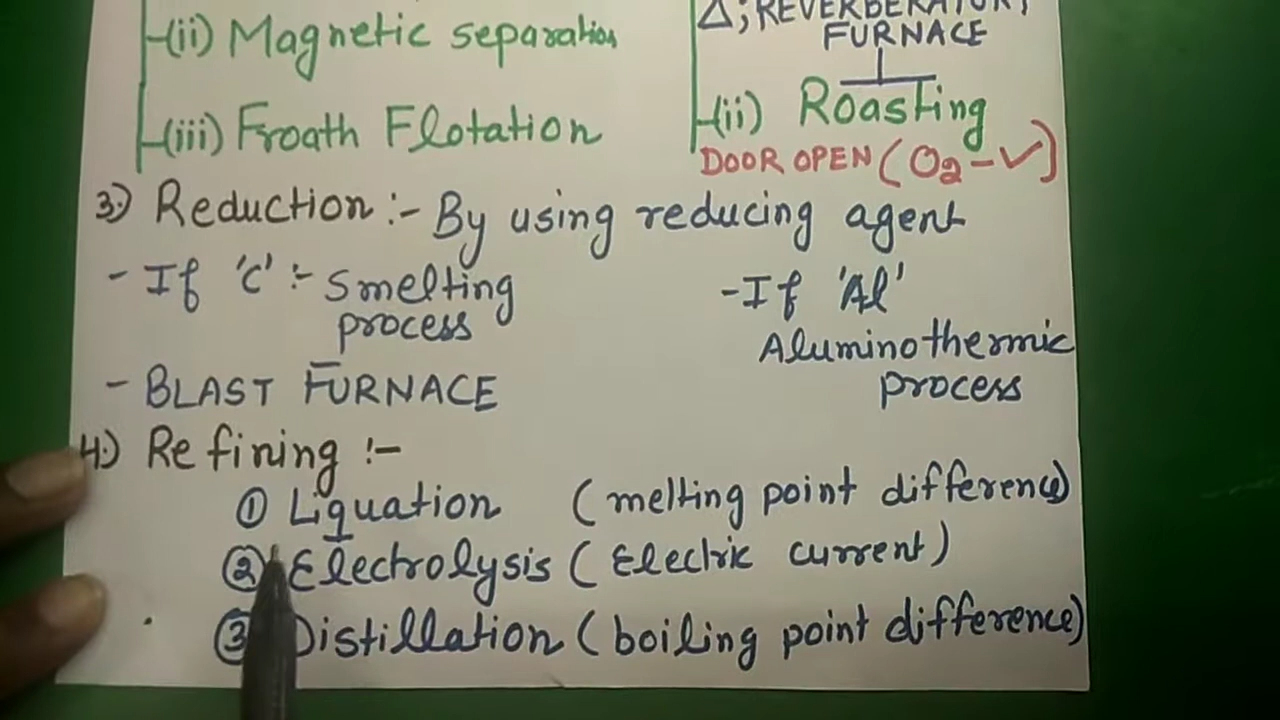 (ii) Magnetic separation
(iii) Froath Flotation
Δ; REVERBERATORY
FURNACE
(ii) Roasting
DOOR OPEN (O2 - ✓)
3.) Reduction :- By using reducing agent
- If 'C' :- Smelting
process
- BLAST FURNACE
- If 'Al'
Aluminothermic
process
4.) Refining :-
① Liquation (melting point difference)
② Electrolysis (Electric current)
③ Distillation (boiling point difference)